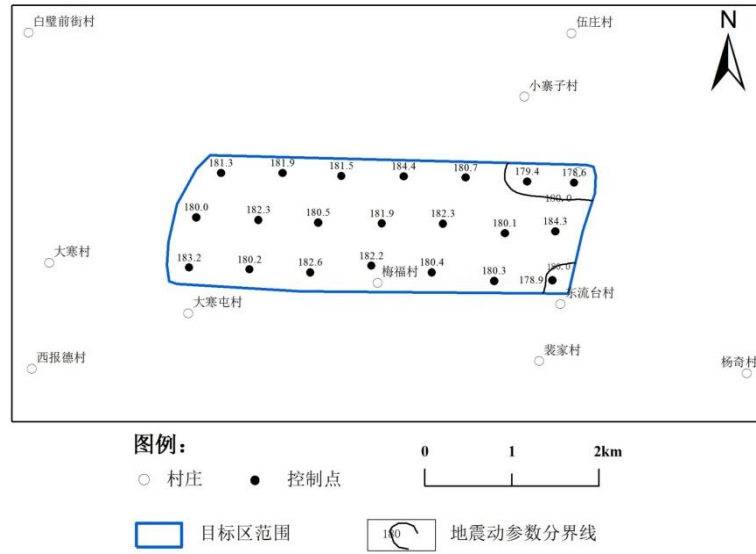 白璧前街村
伍庄村
N
小寨子村
181.3 181.9 181.5 184.4 180.7 179.4 178.6
180.0
180.0 182.3 180.5 181.9 182.3 180.1 184.3
大寒村
183.2 180.2 182.6 182.2 180.4 180.3 178.9 180.0
梅福村
大寒屯村
东流台村
西报德村
裴家村
杨奇村
图例：
0 1 2km
村庄 控制点
目标区范围 180 地震动参数分界线